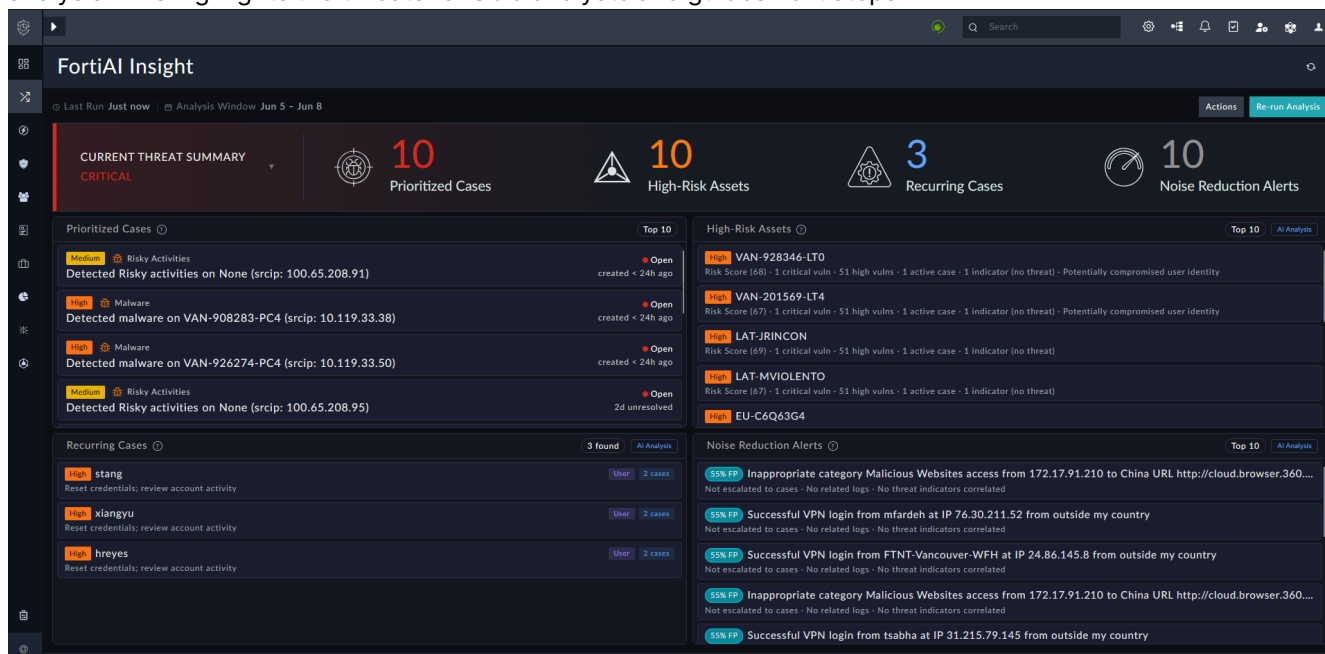 Search
FortiAI Insight
Last Run Just now | Analysis Window Jun 5 – Jun 8
Actions
Re-run Analysis
CURRENT THREAT SUMMARY
CRITICAL
10
Prioritized Cases
10
High-Risk Assets
3
Recurring Cases
10
Noise Reduction Alerts
Prioritized Cases
Top 10
Medium Risky Activities
Open
Detected Risky activities on None (srcip: 100.65.208.91)
created < 24h ago
High Malware
Open
Detected malware on VAN-908283-PC4 (srcip: 10.119.33.38)
created < 24h ago
High Malware
Open
Detected malware on VAN-926274-PC4 (srcip: 10.119.33.50)
created < 24h ago
Medium Risky Activities
Open
Detected Risky activities on None (srcip: 100.65.208.95)
2d unresolved
High-Risk Assets
Top 10
AI Analysis
High VAN-928346-LT0
Risk Score (68) · 1 critical vuln · 51 high vulns · 1 active case · 1 indicator (no threat) · Potentially compromised user identity
High VAN-201569-LT4
Risk Score (67) · 1 critical vuln · 51 high vulns · 1 active case · 1 indicator (no threat) · Potentially compromised user identity
High LAT-JRINCON
Risk Score (69) · 1 critical vuln · 51 high vulns · 1 active case · 1 indicator (no threat)
High LAT-MVIOLENTO
Risk Score (67) · 1 critical vuln · 51 high vulns · 1 active case · 1 indicator (no threat)
High EU-C6Q63G4
Recurring Cases
3 found
AI Analysis
High stang
User 2 cases
Reset credentials; review account activity
High xiangyu
User 2 cases
Reset credentials; review account activity
High hreyes
User 2 cases
Reset credentials; review account activity
Noise Reduction Alerts
Top 10
AI Analysis
55% FP Inappropriate category Malicious Websites access from 172.17.91.210 to China URL http://cloud.browser.360....
Not escalated to cases · No related logs · No threat indicators correlated
55% FP Successful VPN login from mfardeh at IP 76.30.211.52 from outside my country
Not escalated to cases · No related logs · No threat indicators correlated
55% FP Successful VPN login from FTNT-Vancouver-WFH at IP 24.86.145.8 from outside my country
Not escalated to cases · No related logs · No threat indicators correlated
55% FP Inappropriate category Malicious Websites access from 172.17.91.210 to China URL http://cloud.browser.360....
Not escalated to cases · No related logs · No threat indicators correlated
55% FP Successful VPN login from tsabha at IP 31.215.79.145 from outside my country